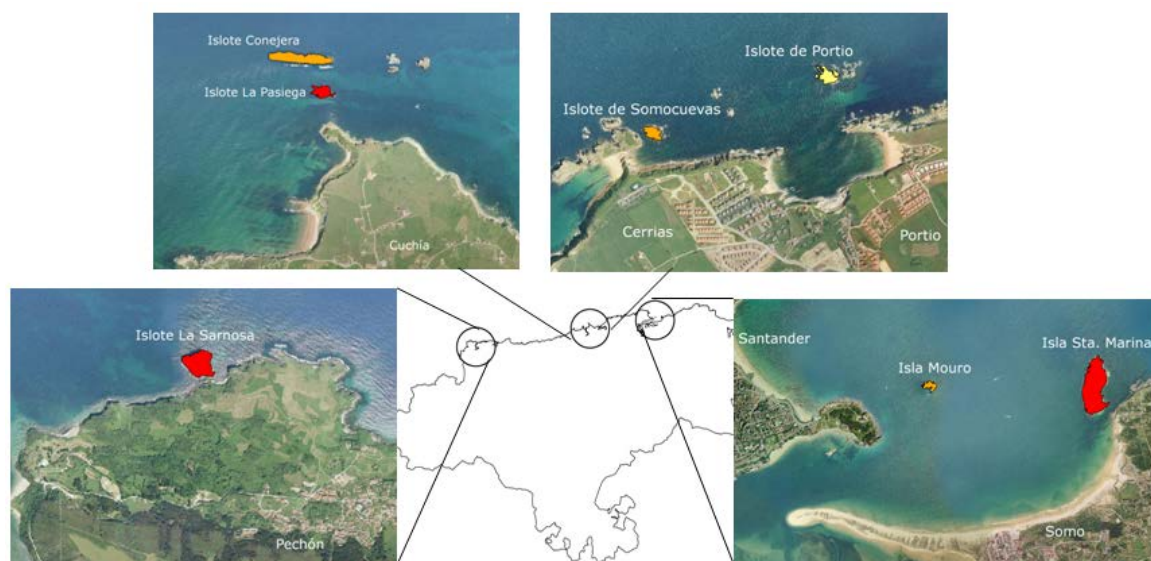 Islote Conejera
Islote La Pasiega
Cuchía
Islote de Portio
Islote de Somocuevas
Cerrias
Portio
Islote La Sarnosa
Pechón
Santander
Isla Sta. Marina
Isla Mouro
Somo